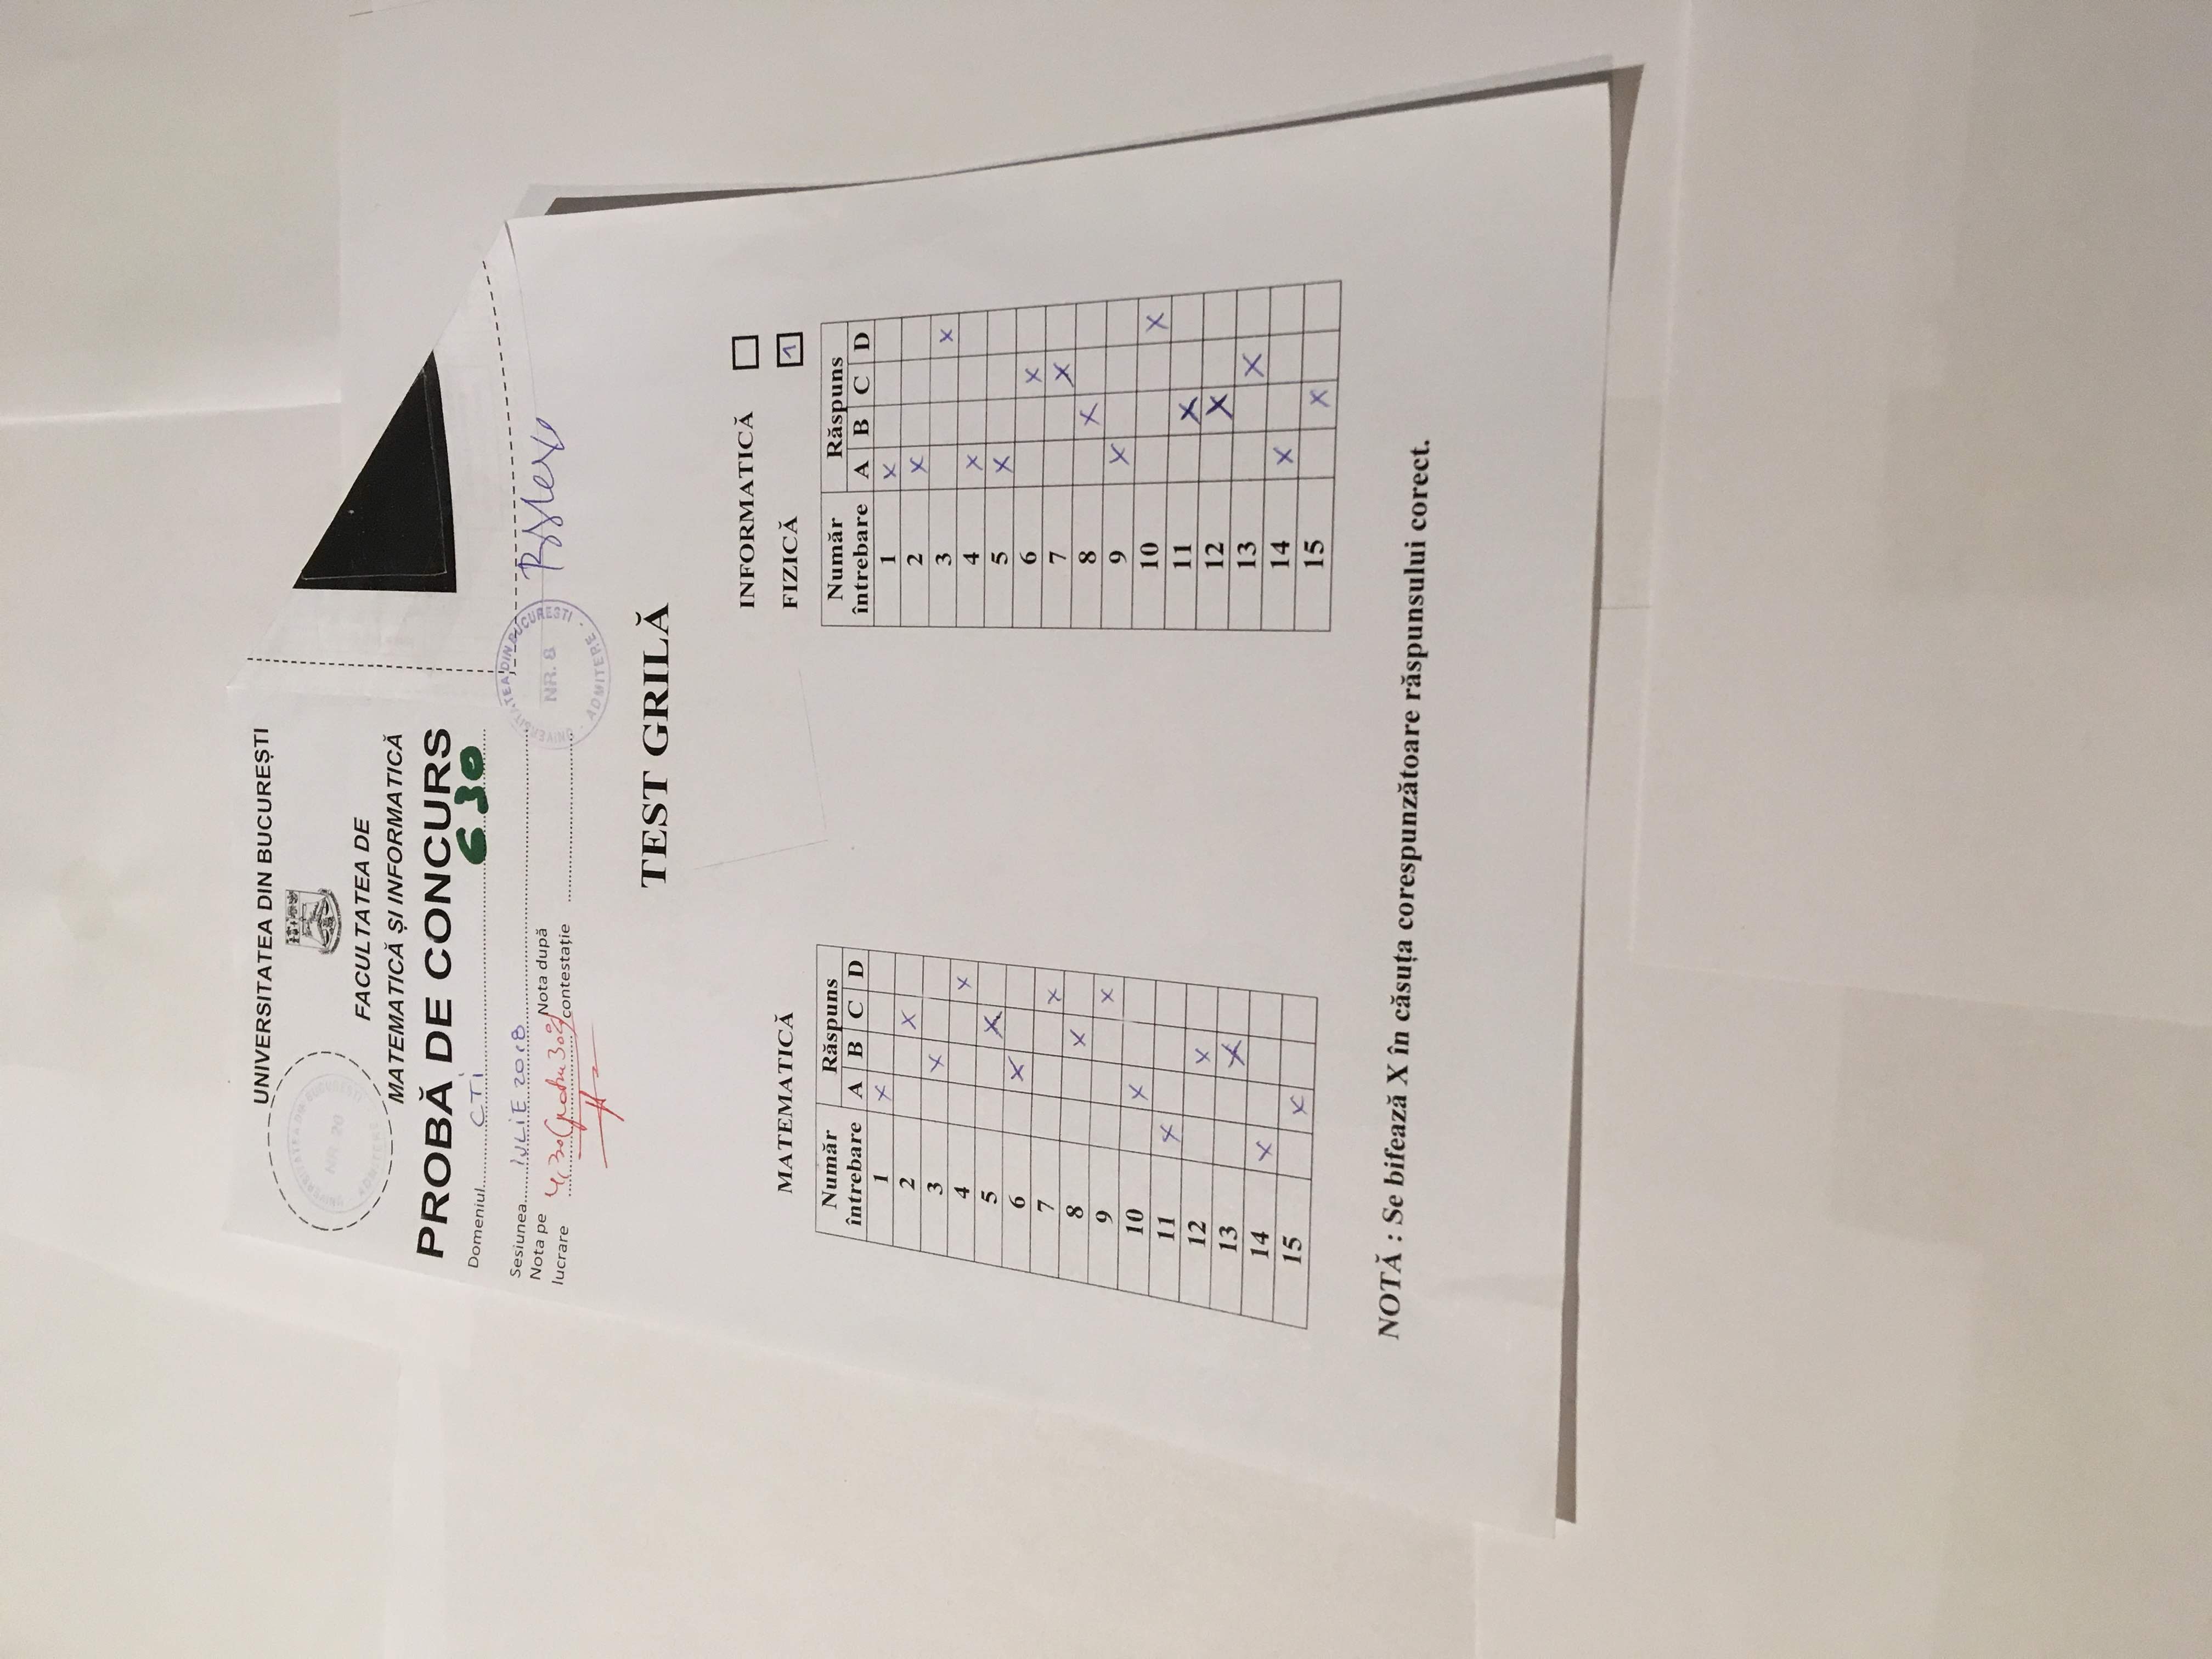 UNIVERSITATEA DIN BUCUREȘTI
UNIVERSITATEA DIN BUCUREȘTI
NR. 20
ADMITERE
FACULTATEA DE
MATEMATICĂ ȘI INFORMATICĂ
PROBĂ DE CONCURS
Domeniul CTi 630
Sesiunea IULIE 2018
Nota pe lucrare 4,30 (pentru 30%)
Nota după contestație
UNIVERSITATEA DIN BUCUREȘTI
NR. 8
ADMITERE
TEST GRILĂ
INFORMATICĂ
FIZICĂ 1
MATEMATICĂ
Număr întrebare Răspuns
A B C D
1 X
2 X
3 X
4 X
5 X
6 X
7 X
8 X
9 X
10 X
11 X
12 X
13 X
14 X
15 X
Număr întrebare Răspuns
A B C D
1 X
2 X
3 X
4 X
5 X
6 X
7 X
8 X
9 X
10 X
11 X
12 X
13 X
14 X
15 X
NOTĂ : Se bifează X în căsuța corespunzătoare răspunsului corect.